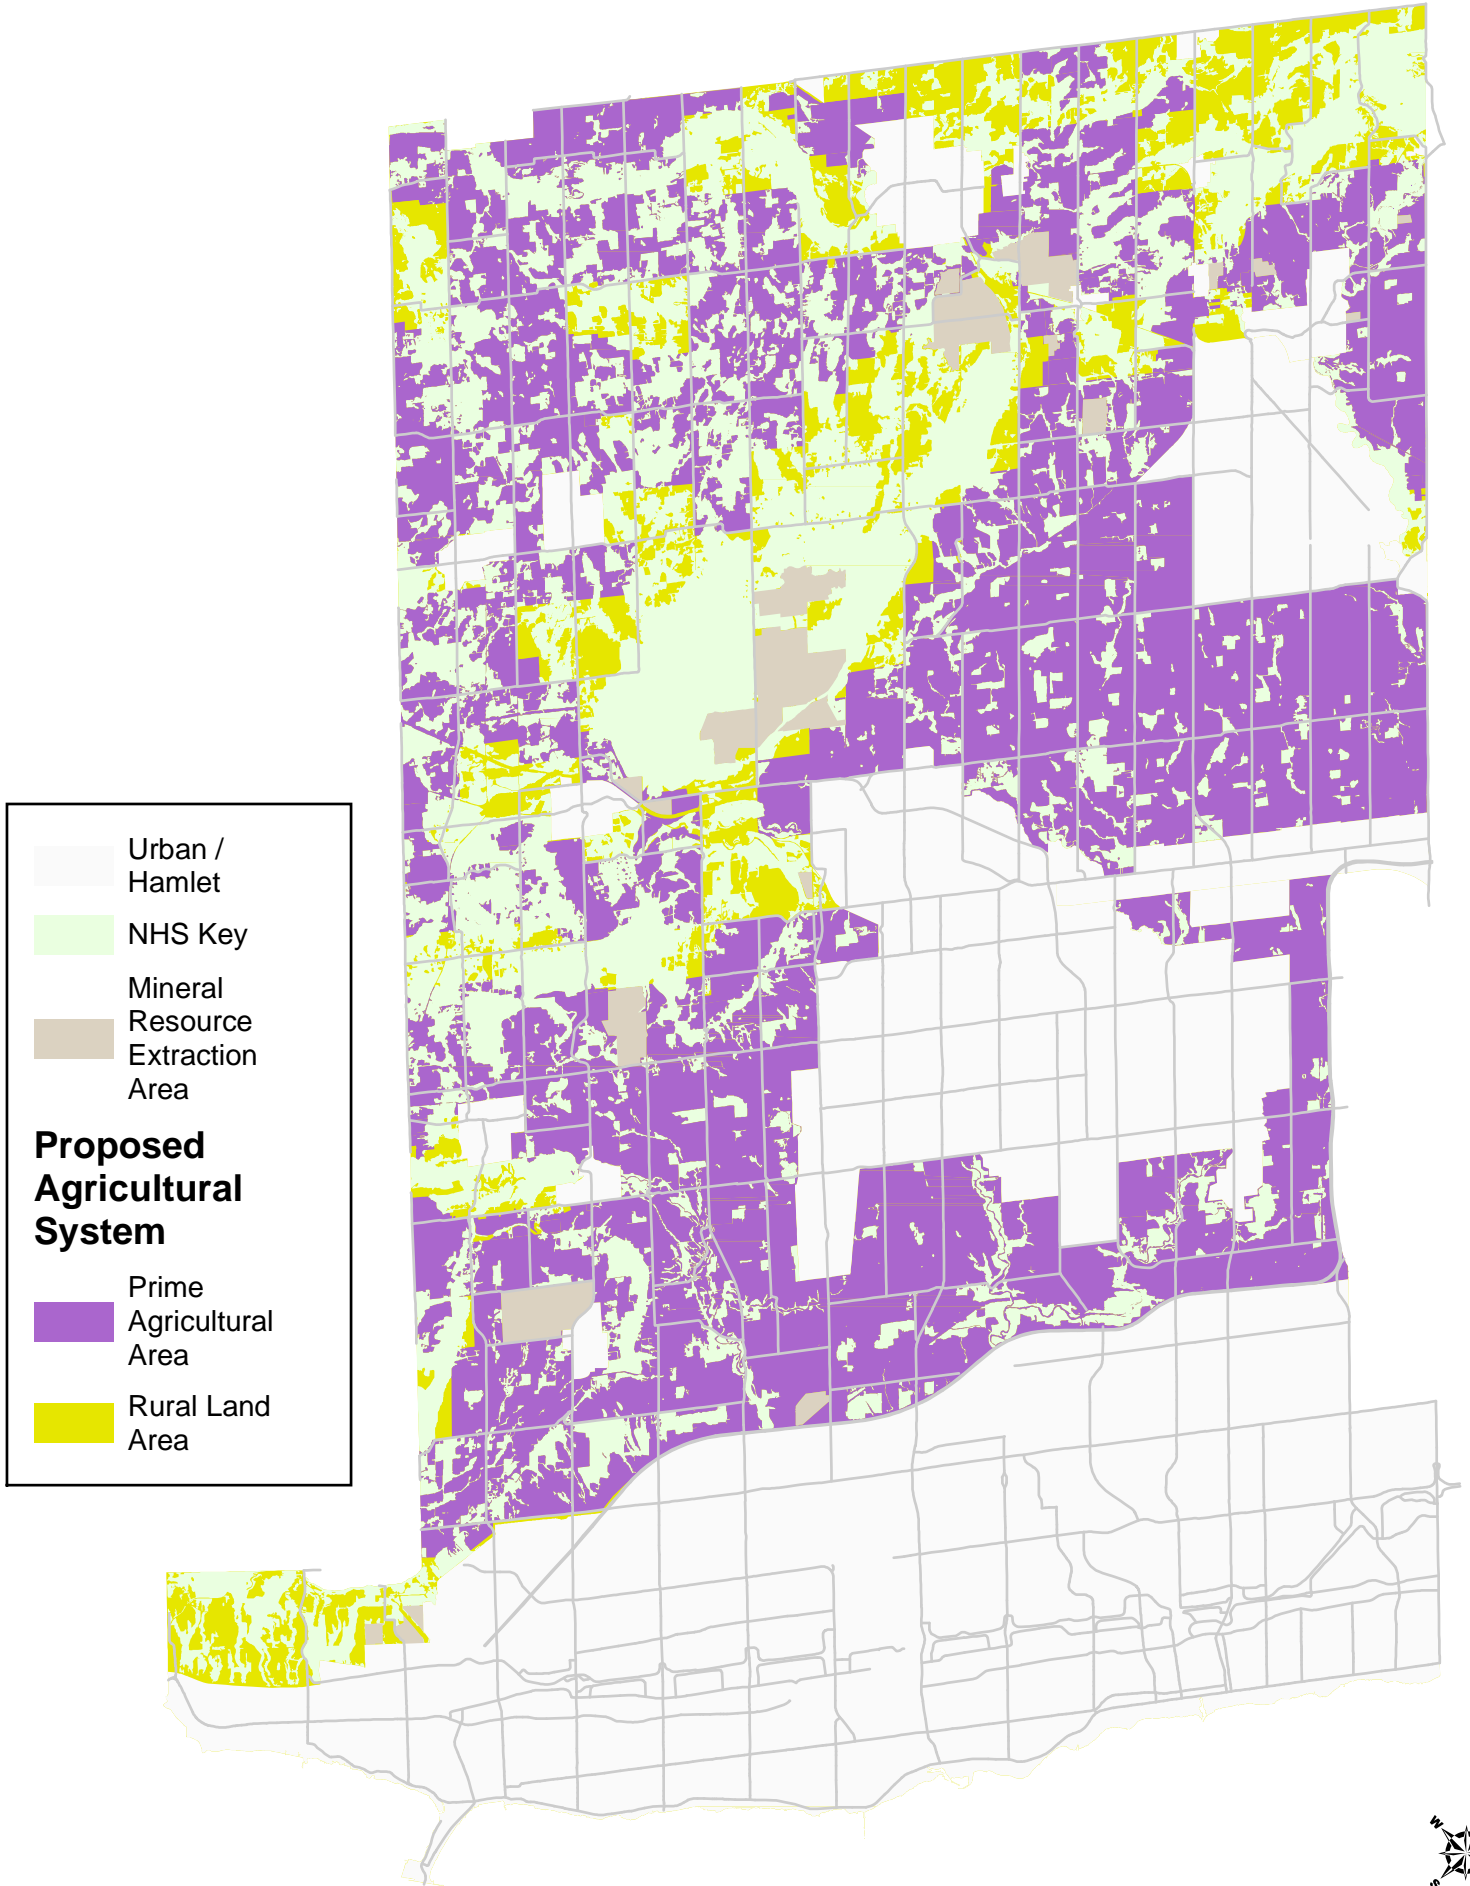 Urban /
Hamlet
NHS Key
Mineral
Resource
Extraction
Area
Proposed
Agricultural
System
Prime
Agricultural
Area
Rural Land
Area
W
S